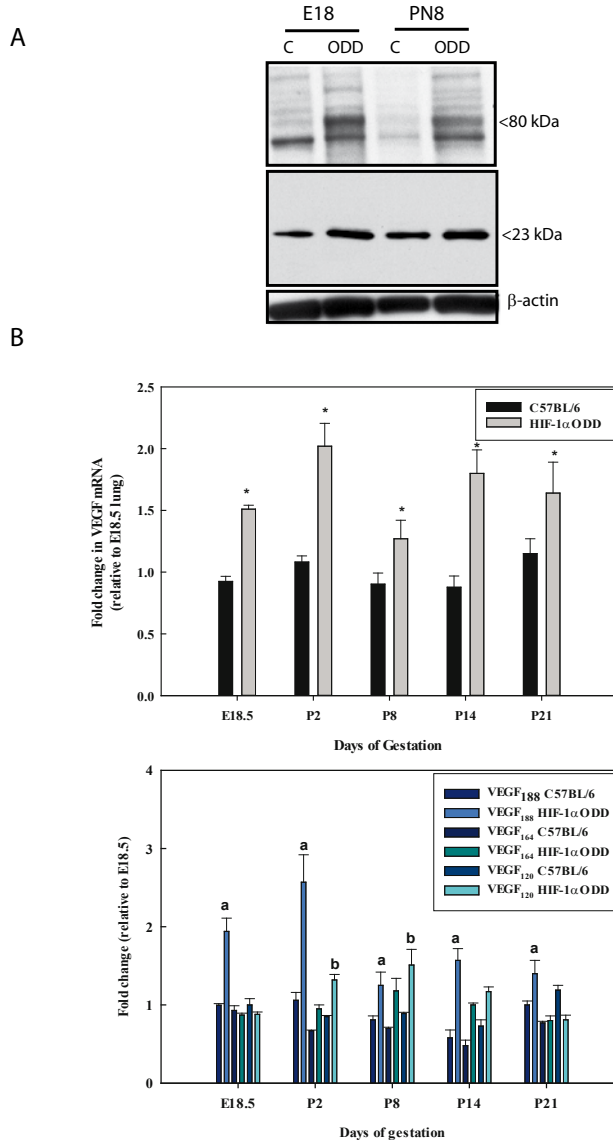 A
E18 PN8
C ODD C ODD
<80 kDa
<23 kDa
β-actin
B
2.5
2.0
1.5
1.0
0.5
0.0
Fold change in VEGF mRNA
(relative to E18.5 lung)
C57BL/6
HIF-1αODD
* * * * *
E18.5 P2 P8 P14 P21
Days of Gestation
4
3
2
1
0
Fold change (relative to E18.5)
VEGF188 C57BL/6
VEGF188 HIF-1αODD
VEGF164 C57BL/6
VEGF164 HIF-1αODD
VEGF120 C57BL/6
VEGF120 HIF-1αODD
a a b a b a a
E18.5 P2 P8 P14 P21
Days of gestation